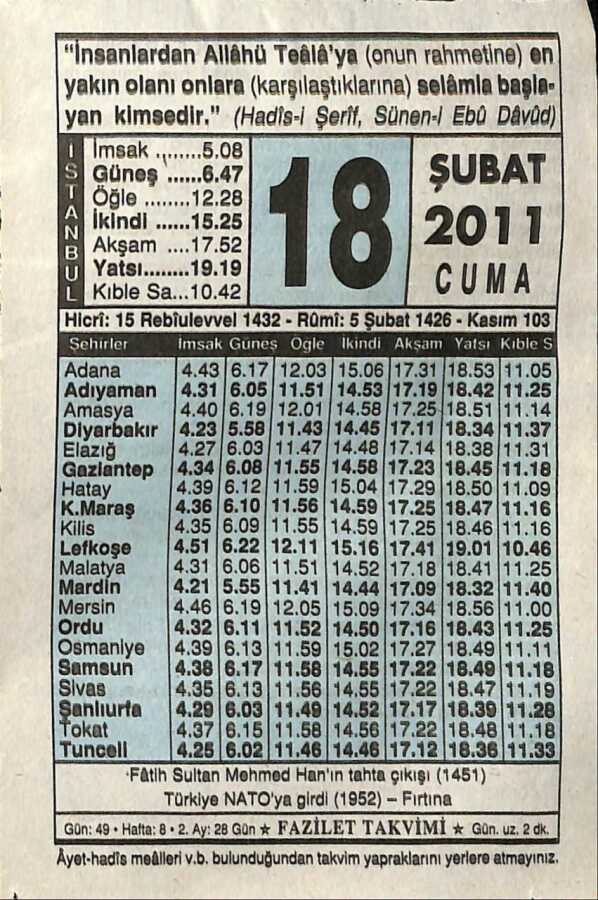 “İnsanlardan Allâhü Teâlâ'ya (onun rahmetine) en
yakın olanı onlara (karşılaştıklarına) selâmla başla-
yan kimsedir.” (Hadîs-i Şerîf, Sünen-i Ebû Dâvûd)
İSTANBUL
İmsak ........5.08
Güneş ......6.47
Öğle ........12.28
İkindi ......15.25
Akşam ....17.52
Yatsı.........19.19
Kıble Sa...10.42
18
ŞUBAT
2011
CUMA
Hicrî: 15 Rebîulevvel 1432 - Rûmî: 5 Şubat 1426 - Kasım 103
Şehirler İmsak Güneş Öğle İkindi Akşam Yatsı Kıble S
Adana 4.43 6.17 12.03 15.06 17.31 18.53 11.05
Adıyaman 4.31 6.05 11.51 14.53 17.19 18.42 11.25
Amasya 4.40 6.19 12.01 14.58 17.25 18.51 11.14
Diyarbakır 4.23 5.58 11.43 14.45 17.11 18.34 11.37
Elazığ 4.27 6.03 11.47 14.48 17.14 18.38 11.31
Gaziantep 4.34 6.08 11.55 14.58 17.23 18.45 11.18
Hatay 4.39 6.12 11.59 15.04 17.29 18.50 11.09
K.Maraş 4.36 6.10 11.56 14.59 17.25 18.47 11.16
Kilis 4.35 6.09 11.55 14.59 17.25 18.46 11.16
Lefkoşe 4.51 6.22 12.11 15.16 17.41 19.01 10.46
Malatya 4.31 6.06 11.51 14.52 17.18 18.41 11.25
Mardin 4.21 5.55 11.41 14.44 17.09 18.32 11.40
Mersin 4.46 6.19 12.05 15.09 17.34 18.56 11.00
Ordu 4.32 6.11 11.52 14.50 17.16 18.43 11.25
Osmaniye 4.39 6.13 11.59 15.02 17.27 18.49 11.11
Samsun 4.38 6.17 11.58 14.55 17.22 18.49 11.18
Sivas 4.35 6.13 11.56 14.55 17.22 18.47 11.19
Şanlıurfa 4.29 6.03 11.49 14.52 17.17 18.39 11.28
Tokat 4.37 6.15 11.58 14.56 17.22 18.48 11.18
Tunceli 4.25 6.02 11.46 14.46 17.12 18.36 11.33
Fâtih Sultan Mehmed Han'ın tahta çıkışı (1451)
Türkiye NATO'ya girdi (1952) – Fırtına
Gün: 49 • Hafta: 8 • 2. Ay: 28 Gün ★ FAZİLET TAKVİMİ ★ Gün. uz. 2 dk.
Âyet-hadîs meâlleri v.b. bulunduğundan takvim yapraklarını yerlere atmayınız.